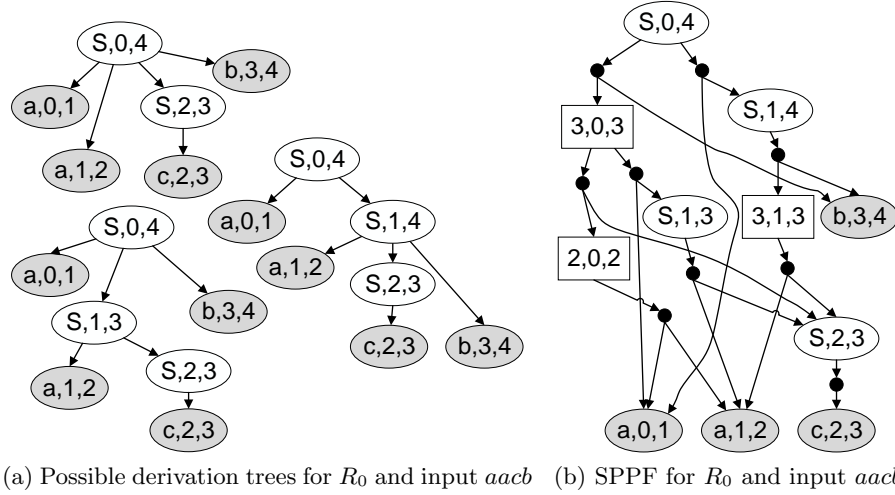 S,0,4
b,3,4
a,0,1
S,2,3
a,1,2
c,2,3
S,0,4
a,0,1
S,1,4
a,1,2
S,2,3
c,2,3
b,3,4
S,0,4
a,0,1
b,3,4
S,1,3
a,1,2
S,2,3
c,2,3
(a) Possible derivation trees for R0 and input aacb
S,0,4
S,1,4
3,0,3
S,1,3
3,1,3
b,3,4
2,0,2
S,2,3
a,0,1
a,1,2
c,2,3
(b) SPPF for R0 and input aacb